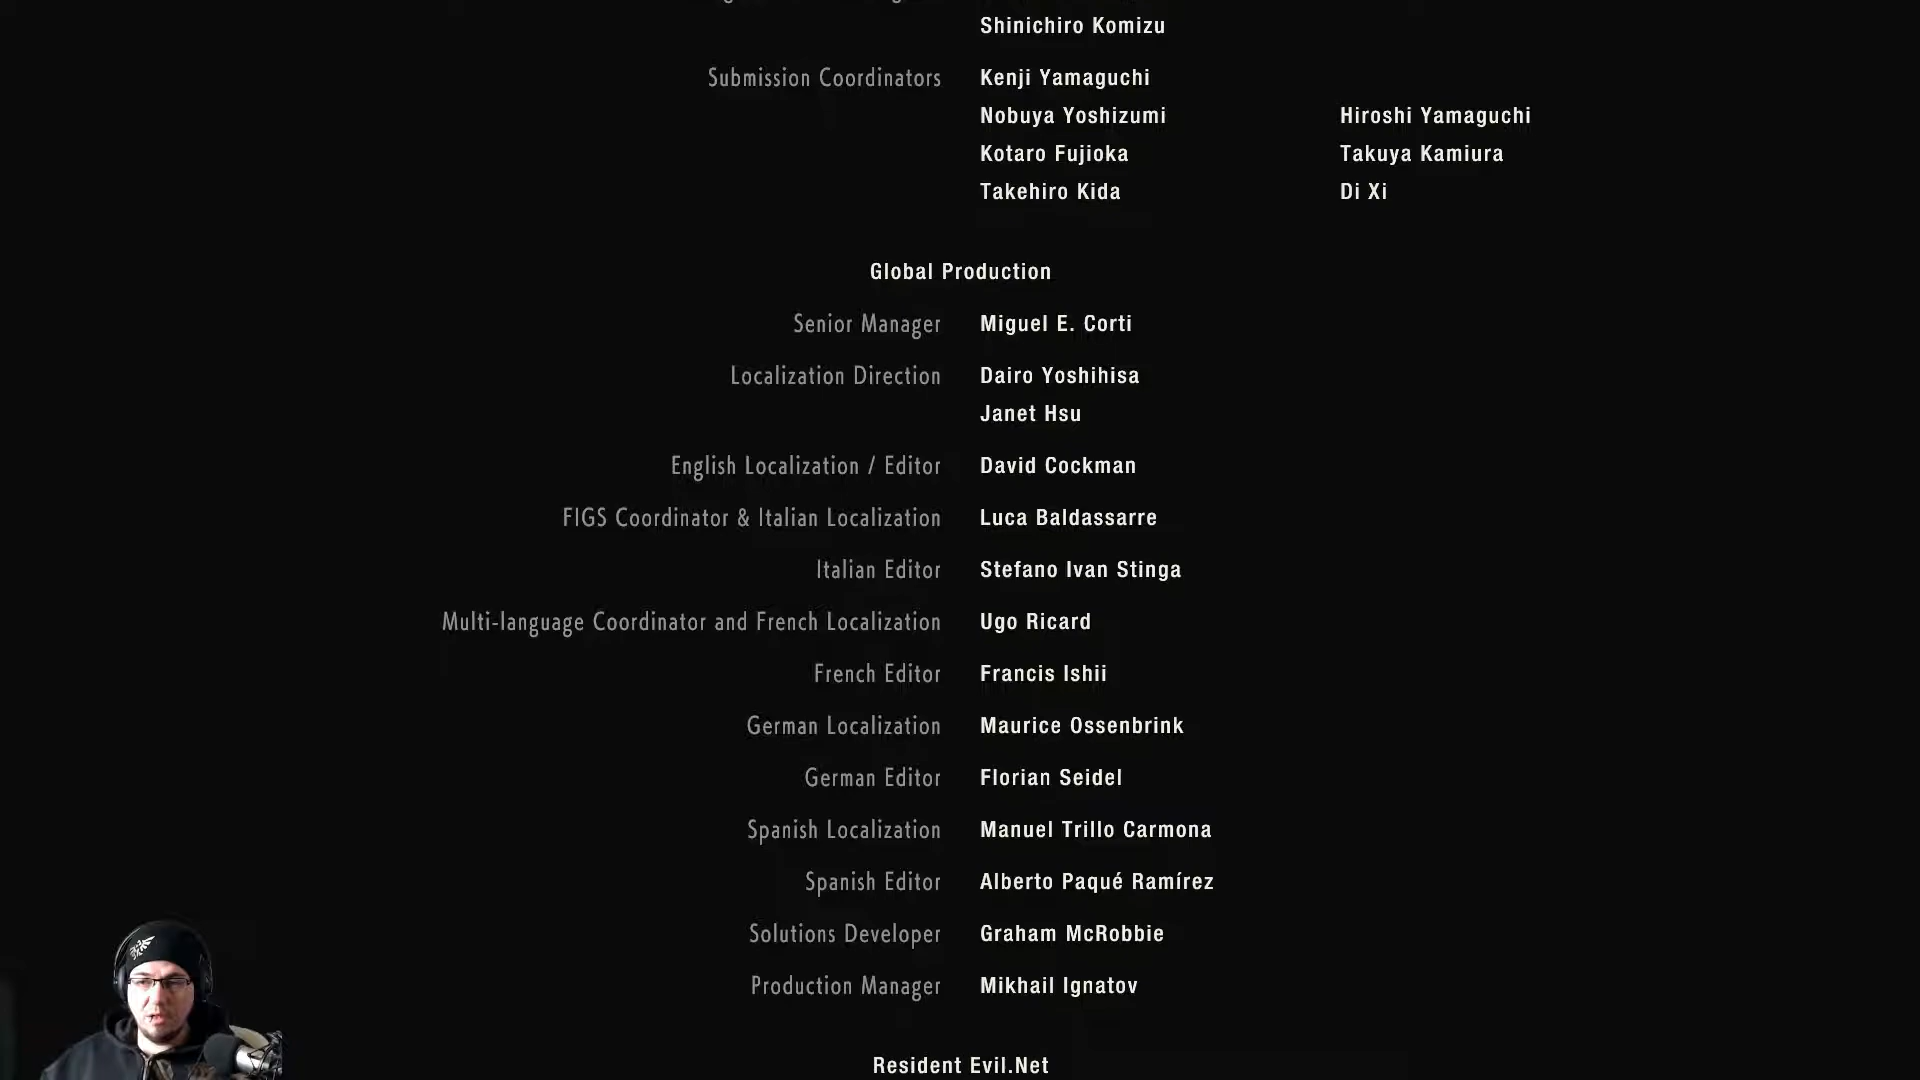 Shinichiro Komizu
Submission Coordinators Kenji Yamaguchi
Nobuya Yoshizumi Hiroshi Yamaguchi
Kotaro Fujioka Takuya Kamiura
Takehiro Kida Di Xi
Global Production
Senior Manager Miguel E. Corti
Localization Direction Dairo Yoshihisa
Janet Hsu
English Localization / Editor David Cockman
FIGS Coordinator & Italian Localization Luca Baldassarre
Italian Editor Stefano Ivan Stinga
Multi-language Coordinator and French Localization Ugo Ricard
French Editor Francis Ishii
German Localization Maurice Ossenbrink
German Editor Florian Seidel
Spanish Localization Manuel Trillo Carmona
Spanish Editor Alberto Paqué Ramírez
Solutions Developer Graham McRobbie
Production Manager Mikhail Ignatov
Resident Evil.Net